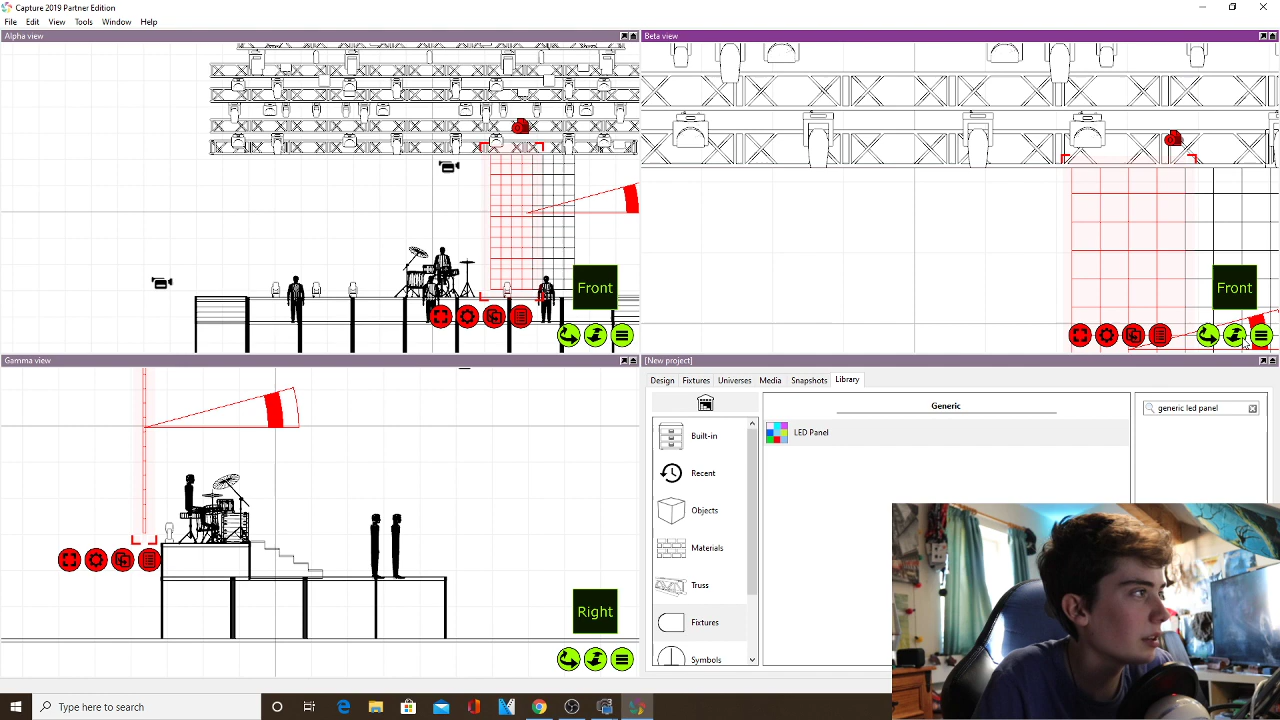 Capture 2019 Partner Edition
File Edit View Tools Window Help
Alpha view
Beta view
Front
Front
Gamma view
[New project]
Design Fixtures Universes Media Snapshots Library
Generic
generic led panel
Built-in
LED Panel
Recent
Objects
Materials
Truss
Right
Fixtures
Symbols
Type here to search